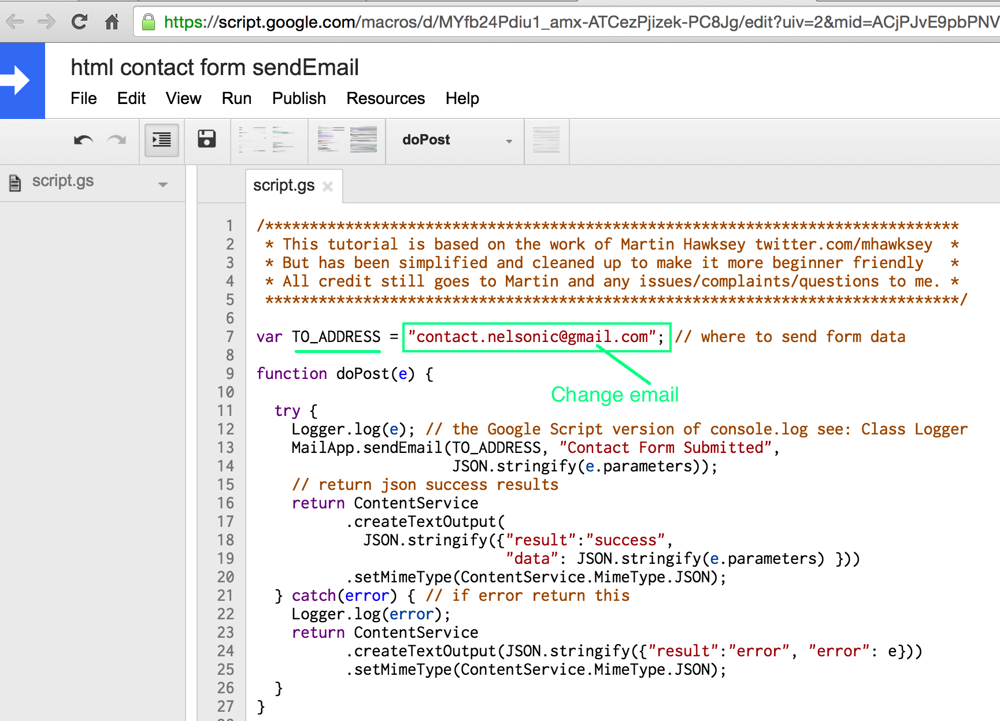 https://script.google.com/macros/d/MYfb24Pdiu1_amx-ATCezPjizek-PC8Jg/edit?uiv=2&mid=ACjPJvE9pbPNV
html contact form sendEmail
File Edit View Run Publish Resources Help
doPost
script.gs
script.gs
1 /******************************************************************************
2 * This tutorial is based on the work of Martin Hawksey twitter.com/mhawksey *
3 * But has been simplified and cleaned up to make it more beginner friendly *
4 * All credit still goes to Martin and any issues/complaints/questions to me. *
5 ******************************************************************************/
6
7 var TO_ADDRESS = "contact.nelsonic@gmail.com"; // where to send form data
8
9 function doPost(e) {
Change email
10
11 try {
12 Logger.log(e); // the Google Script version of console.log see: Class Logger
13 MailApp.sendEmail(TO_ADDRESS, "Contact Form Submitted",
14 JSON.stringify(e.parameters));
15 // return json success results
16 return ContentService
17 .createTextOutput(
18 JSON.stringify({"result":"success",
19 "data": JSON.stringify(e.parameters) }))
20 .setMimeType(ContentService.MimeType.JSON);
21 } catch(error) { // if error return this
22 Logger.log(error);
23 return ContentService
24 .createTextOutput(JSON.stringify({"result":"error", "error": e}))
25 .setMimeType(ContentService.MimeType.JSON);
26 }
27 }